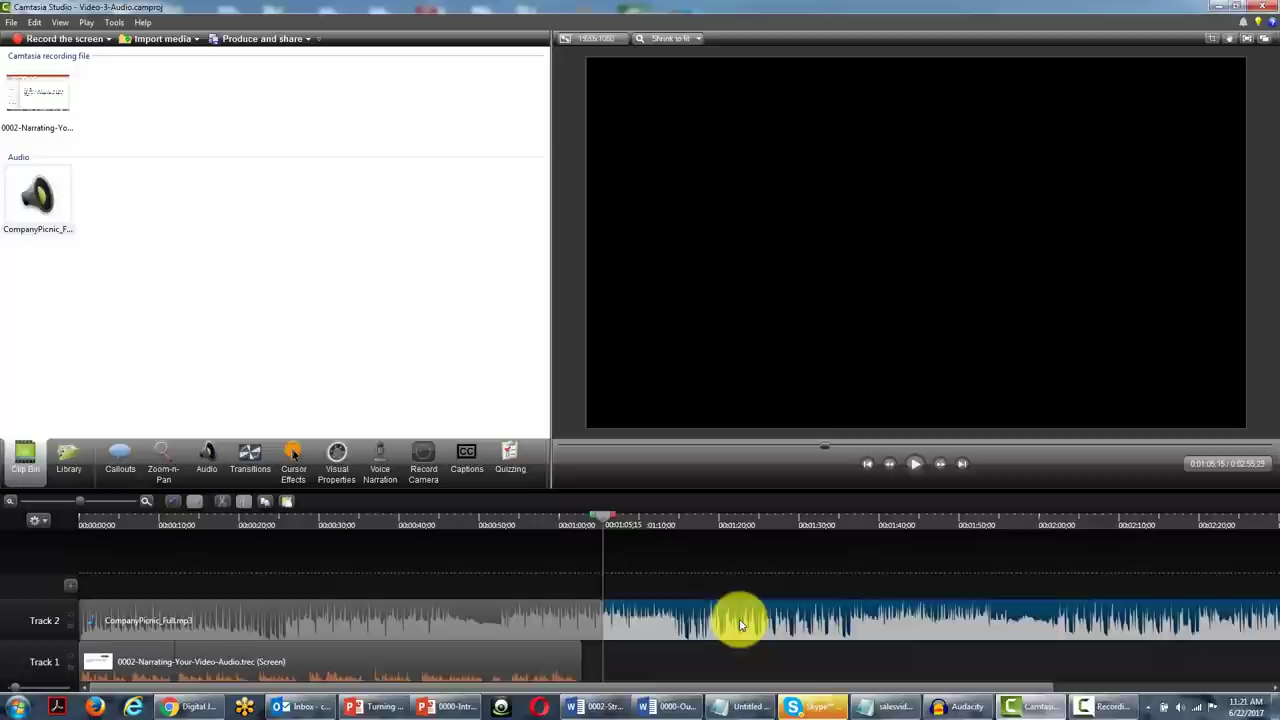 Camtasia Studio - Video-3-Audio.camproj
File Edit View Play Tools Help
Record the screen Import media Produce and share
Shrink to fit
Camtasia recording file
0002-Narrating-Yo...
Audio
CompanyPicnic_F...
Clip Bin Library Callouts Zoom-n-Pan Audio Transitions Cursor Effects Visual Properties Voice Narration Record Camera Captions Quizzing
0:01:05;15 / 0:02:55;23
00:00:00;00 00:00:10;00 00:00:20;00 00:00:30;00 00:00:40;00 00:00:50;00 00:01:00;00 00:01:05;15 :01:10;00 00:01:20;00 00:01:30;00 00:01:40;00 00:01:50;00 00:02:00;00 00:02:10;00 00:02:20;00
Track 2 CompanyPicnic_Full.mp3
Track 1 0002-Narrating-Your-Video-Audio.trec (Screen)
Digital J... Inbox - c... Turning ... 0000-Intr... 0002-Str... 0000-Ou... Untitled ... Skype™ ... salesvid... Audacity Camtas... Recordi...
11:21 AM
6/22/2017